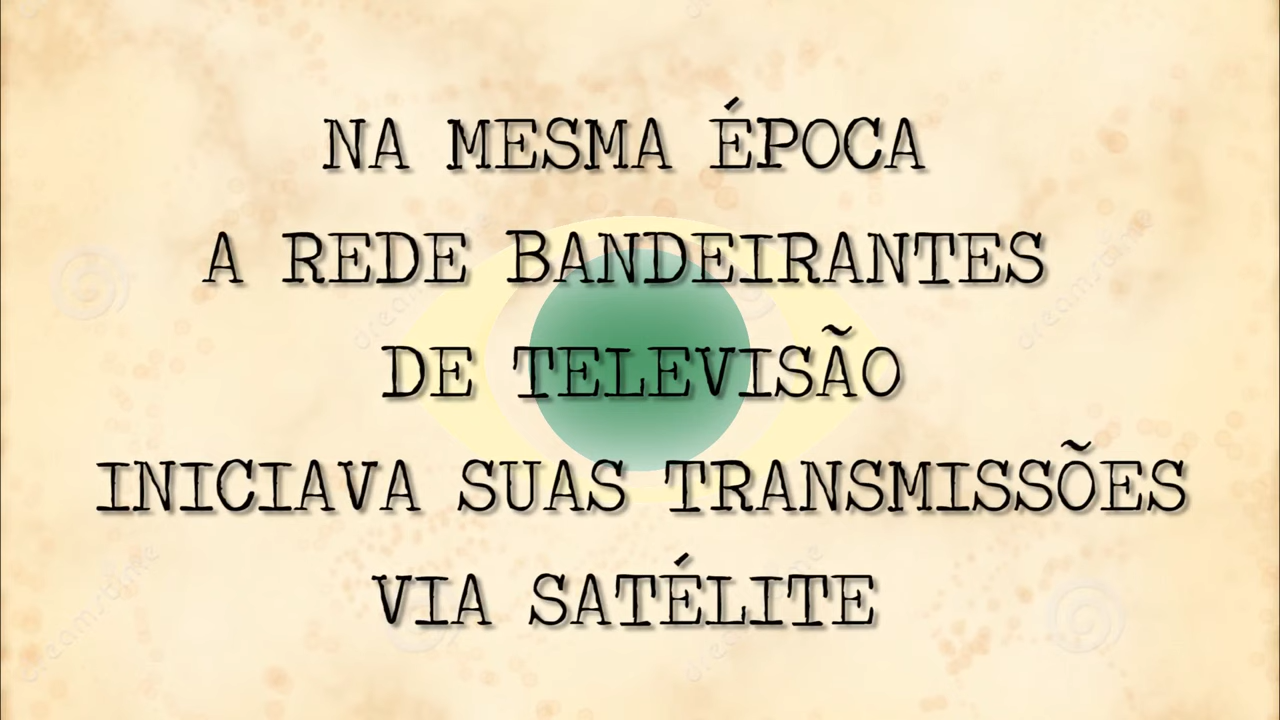 NA MESMA ÉPOCA
A REDE BANDEIRANTES
DE TELEVISÃO
INICIAVA SUAS TRANSMISSÕES
VIA SATÉLITE